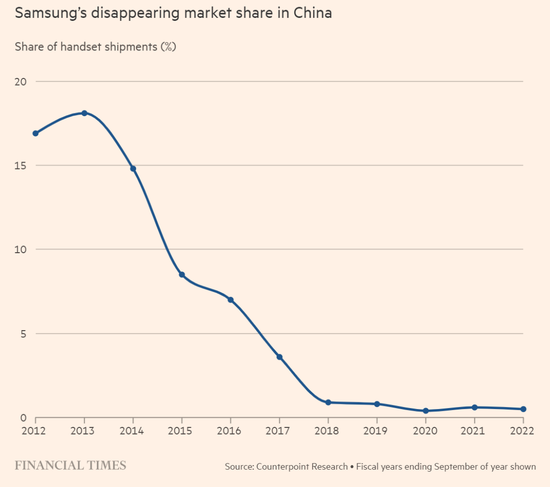 Samsung’s disappearing market share in China
Share of handset shipments (%)
20
15
10
5
0
2012 2013 2014 2015 2016 2017 2018 2019 2020 2021 2022
FINANCIAL TIMES
Source: Counterpoint Research • Fiscal years ending September of year shown